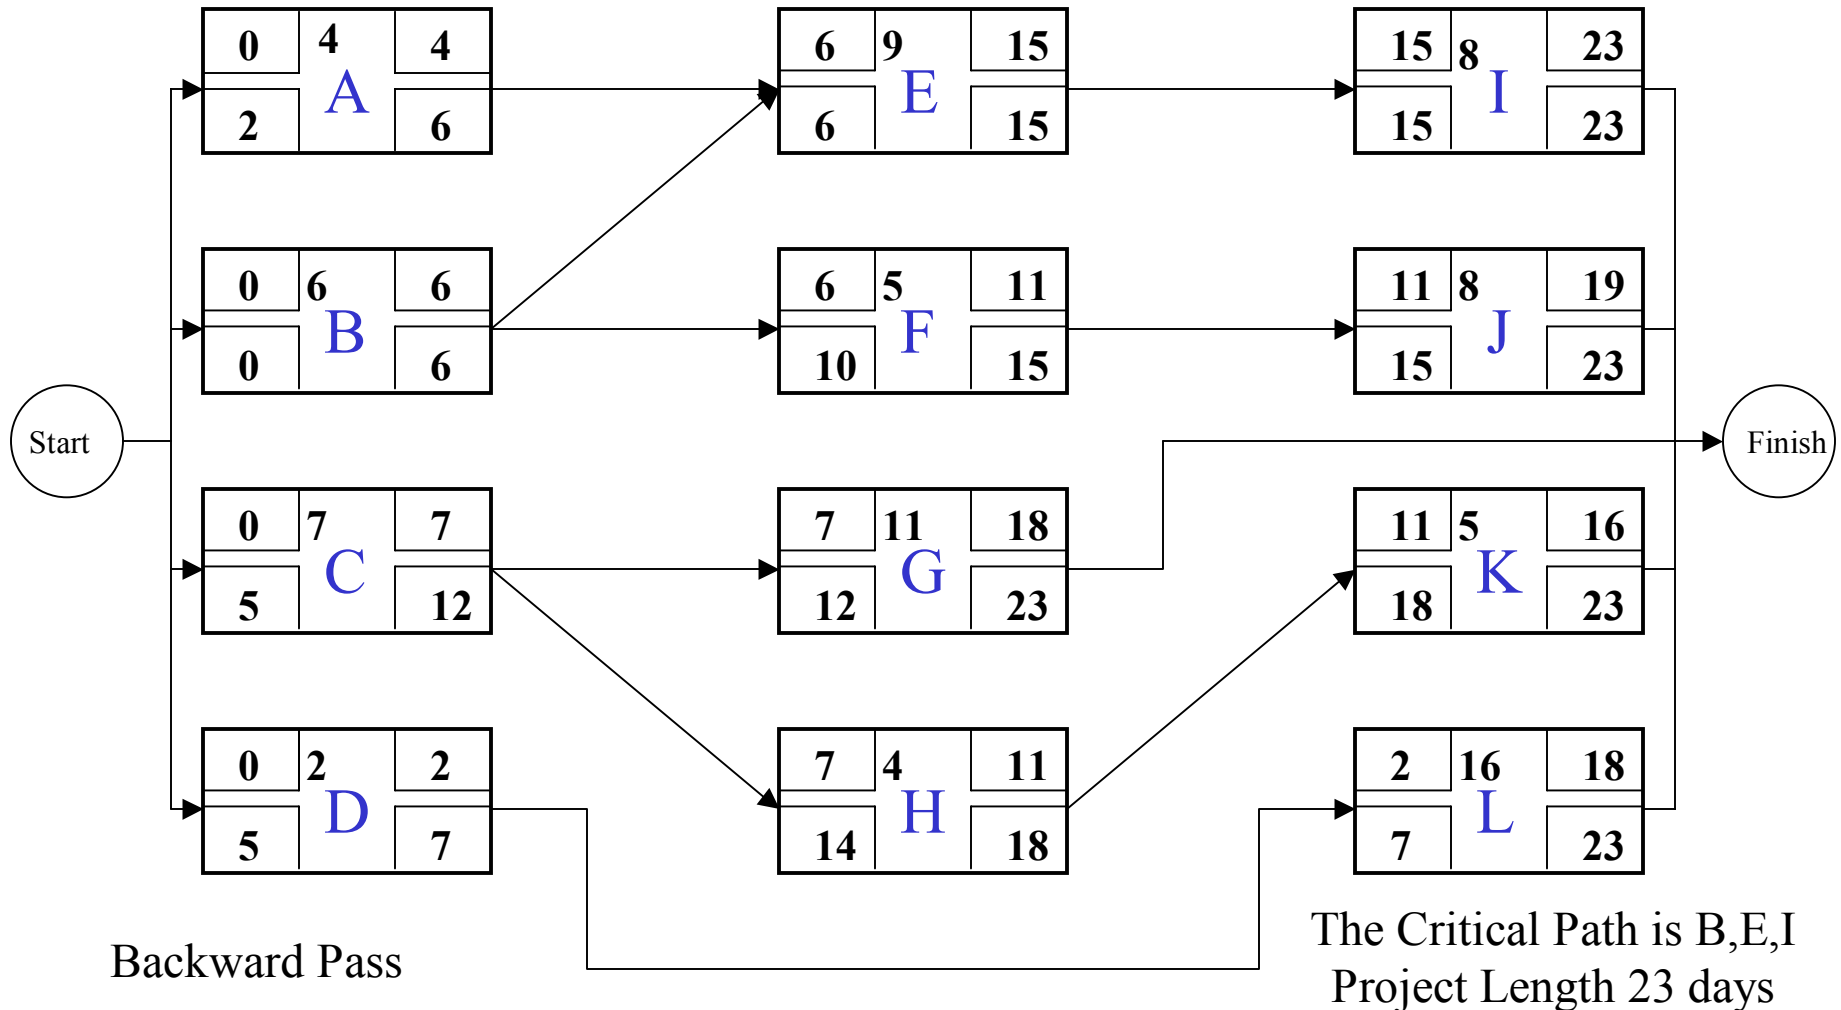 0 4 4
A
2 6
6 9 15
E
6 15
15 8 23
I
15 23
0 6 6
B
0 6
6 5 11
F
10 15
11 8 19
J
15 23
Start
Finish
0 7 7
C
5 12
7 11 18
G
12 23
11 5 16
K
18 23
0 2 2
D
5 7
7 4 11
H
14 18
2 16 18
L
7 23
Backward Pass
The Critical Path is B,E,I
Project Length 23 days